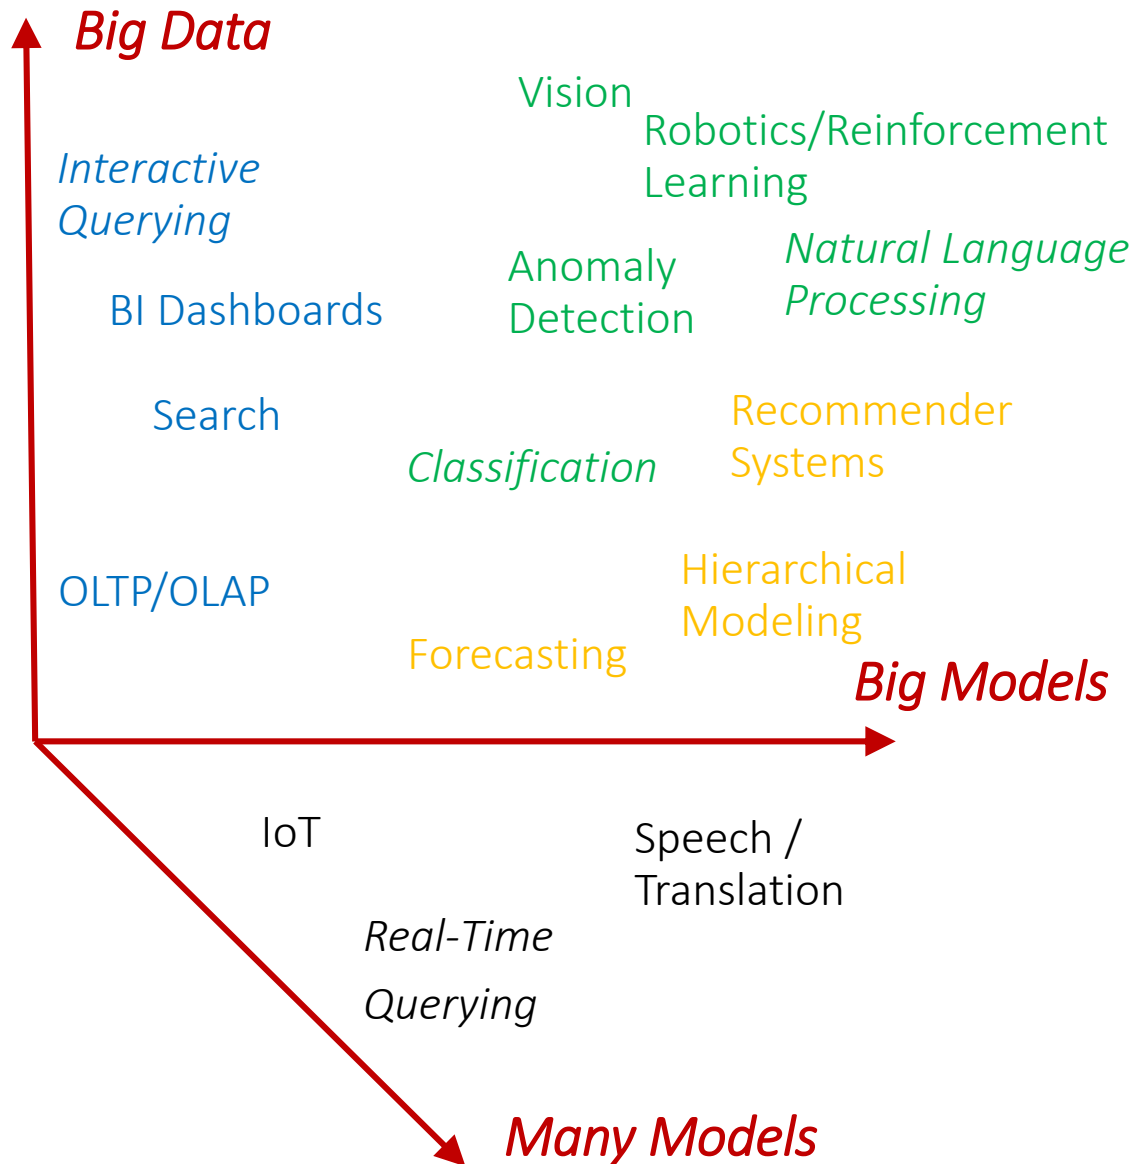 Big Data
Vision
Robotics/Reinforcement
Learning
Interactive
Querying
Natural Language
Processing
Anomaly
Detection
BI Dashboards
Search
Recommender
Systems
Classification
OLTP/OLAP
Hierarchical
Modeling
Forecasting
Big Models
IoT
Speech /
Translation
Real-Time
Querying
Many Models